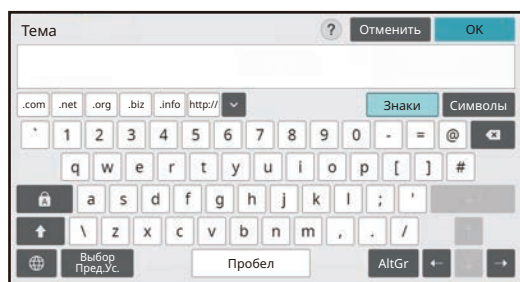 Тема ? Отменить OK
.com .net .org .biz .info http:// Знаки Символы
` 1 2 3 4 5 6 7 8 9 0 - = @
q w e r t y u i o p [ ] #
a s d f g h j k l ; '
\ z x c v b n m , . /
Выбор
Пред.Ус. Пробел AltGr ← ↓ →